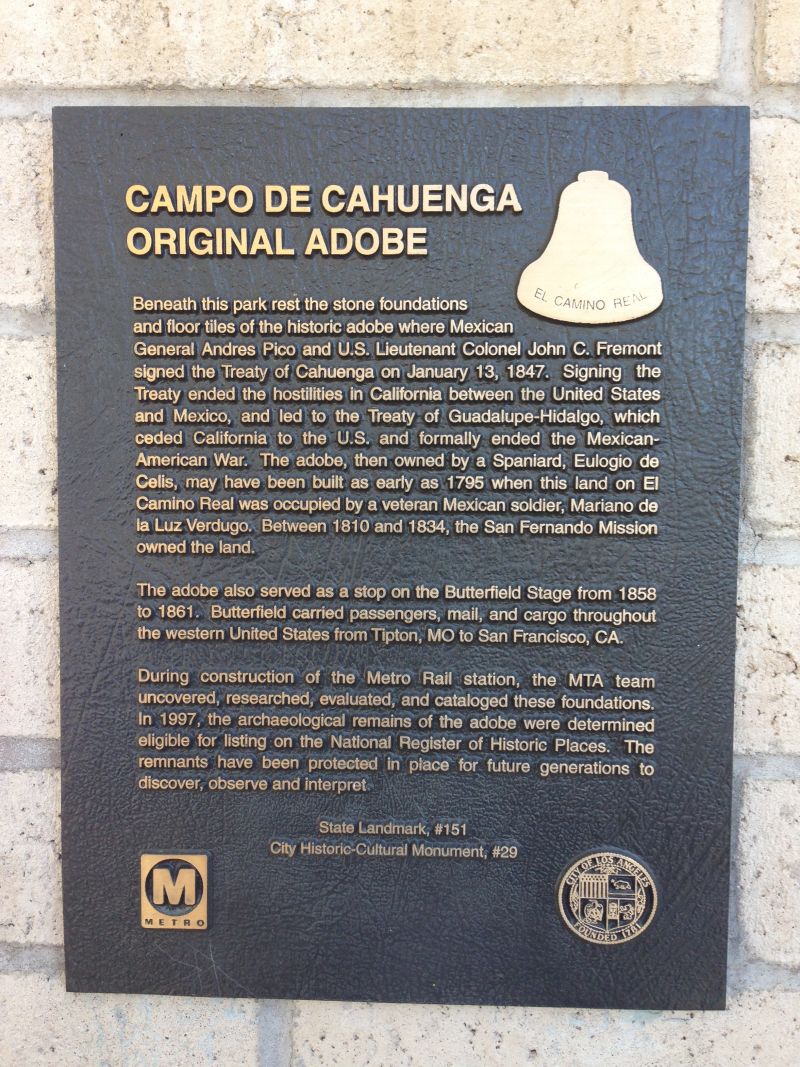 CAMPO DE CAHUENGA
ORIGINAL ADOBE
EL CAMINO REAL
Beneath this park rest the stone foundations
and floor tiles of the historic adobe where Mexican
General Andres Pico and U.S. Lieutenant Colonel John C. Fremont
signed the Treaty of Cahuenga on January 13, 1847. Signing the
Treaty ended the hostilities in California between the United States
and Mexico, and led to the Treaty of Guadalupe-Hidalgo, which
ceded California to the U.S. and formally ended the Mexican-
American War. The adobe, then owned by a Spaniard, Eulogio de
Celis, may have been built as early as 1795 when this land on El
Camino Real was occupied by a veteran Mexican soldier, Mariano de
la Luz Verdugo. Between 1810 and 1834, the San Fernando Mission
owned the land.
The adobe also served as a stop on the Butterfield Stage from 1858
to 1861. Butterfield carried passengers, mail, and cargo throughout
the western United States from Tipton, MO to San Francisco, CA.
During construction of the Metro Rail station, the MTA team
uncovered, researched, evaluated, and cataloged these foundations.
In 1997, the archaeological remains of the adobe were determined
eligible for listing on the National Register of Historic Places. The
remnants have been protected in place for future generations to
discover, observe and interpret.
State Landmark, #151
City Historic-Cultural Monument, #29
M
METRO
CITY OF LOS ANGELES
FOUNDED 1781